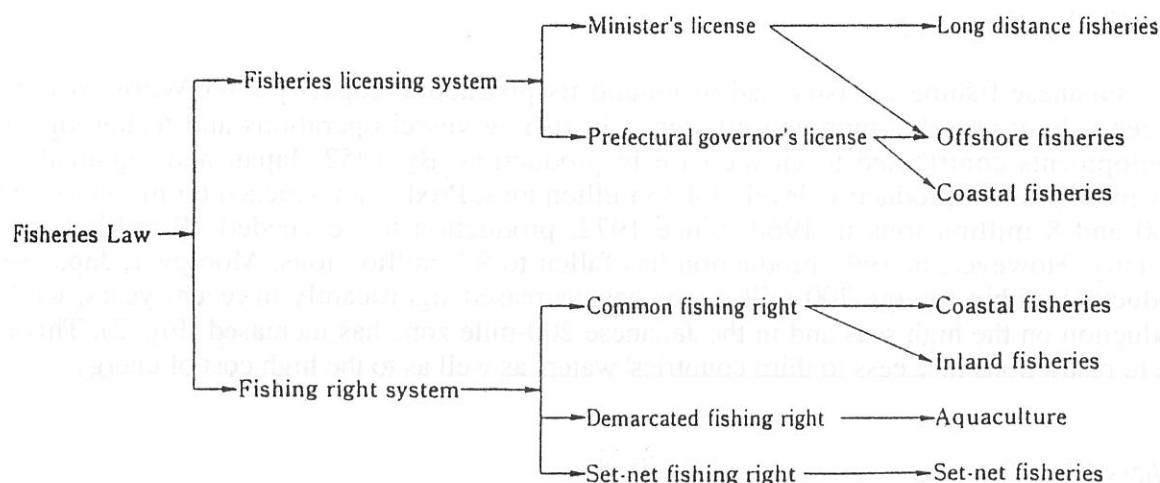 Minister's license Long distance fisheries
Fisheries licensing system
Prefectural governor's license Offshore fisheries
Coastal fisheries
Fisheries Law
Common fishing right Coastal fisheries
Inland fisheries
Fishing right system
Demarcated fishing right Aquaculture
Set-net fishing right Set-net fisheries